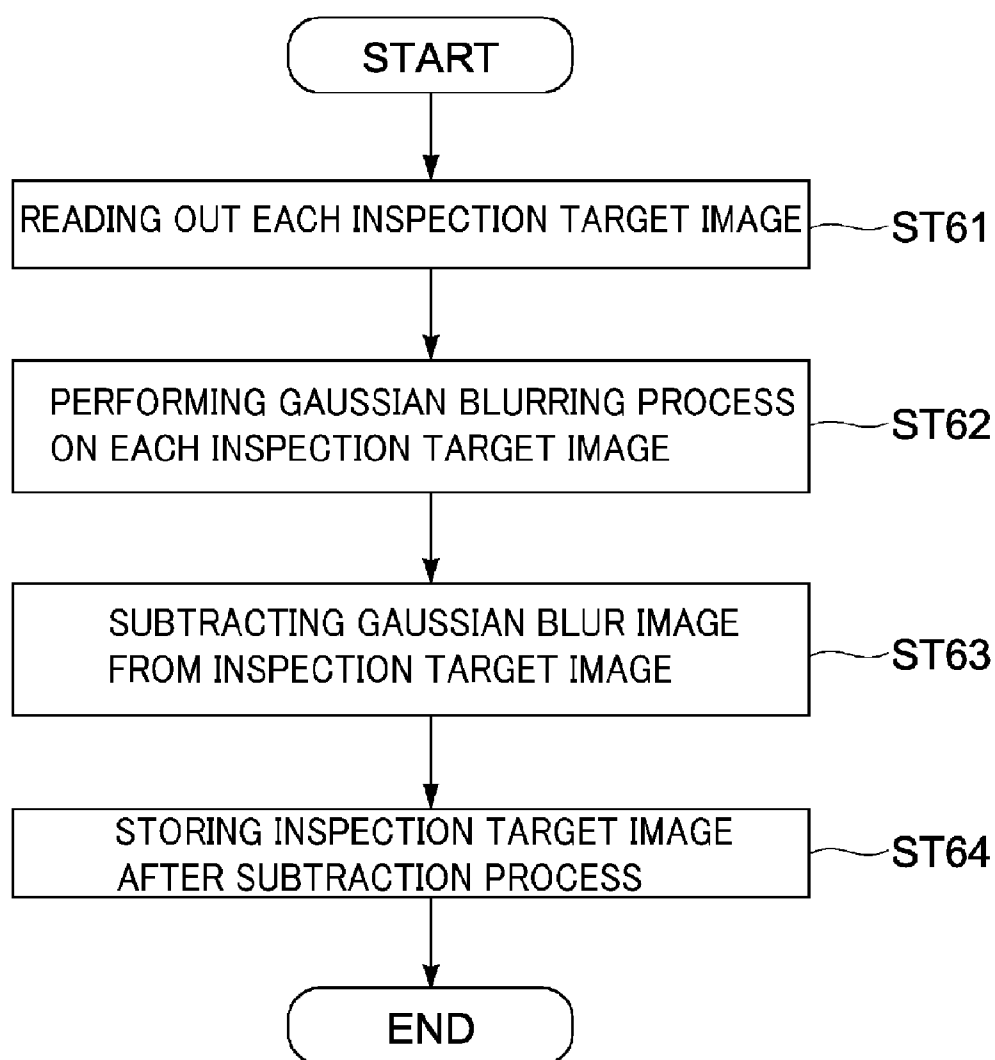 START
READING OUT EACH INSPECTION TARGET IMAGE
ST61
PERFORMING GAUSSIAN BLURRING PROCESS
ON EACH INSPECTION TARGET IMAGE
ST62
SUBTRACTING GAUSSIAN BLUR IMAGE
FROM INSPECTION TARGET IMAGE
ST63
STORING INSPECTION TARGET IMAGE
AFTER SUBTRACTION PROCESS
ST64
END